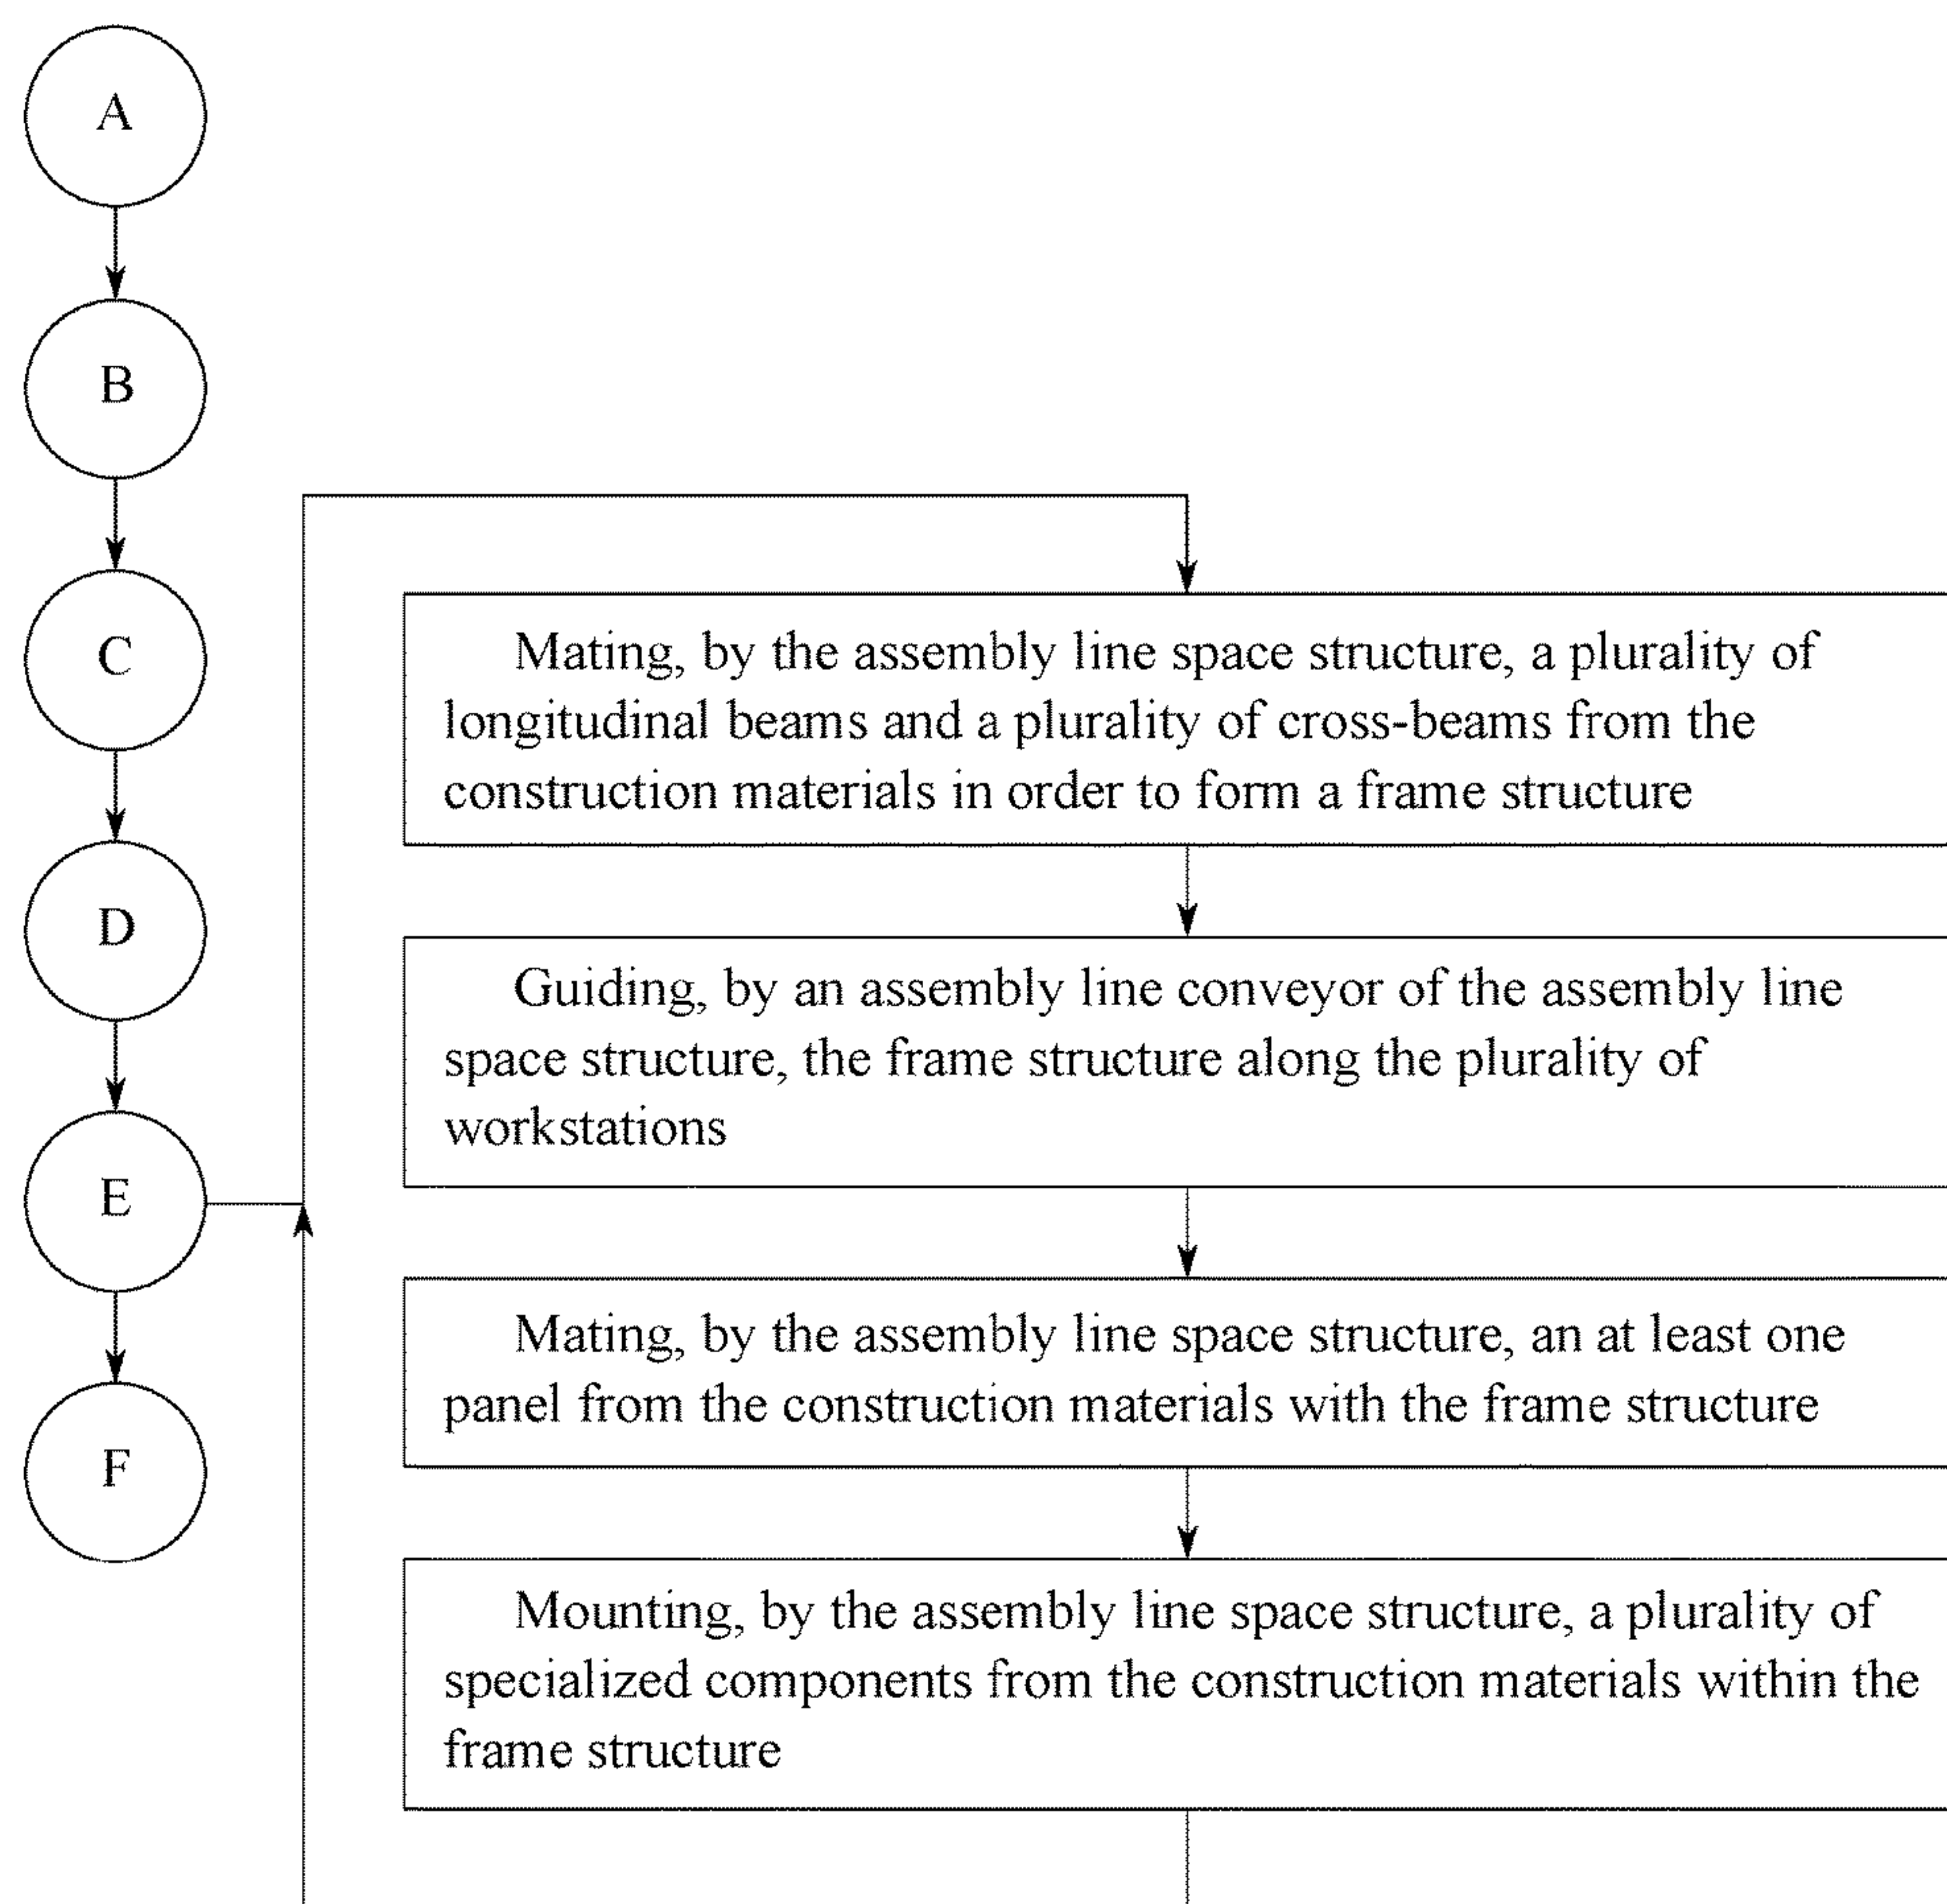 A
B
C
D
E
F
Mating, by the assembly line space structure, a plurality of
longitudinal beams and a plurality of cross-beams from the
construction materials in order to form a frame structure
Guiding, by an assembly line conveyor of the assembly line
space structure, the frame structure along the plurality of
workstations
Mating, by the assembly line space structure, an at least one
panel from the construction materials with the frame structure
Mounting, by the assembly line space structure, a plurality of
specialized components from the construction materials within the
frame structure